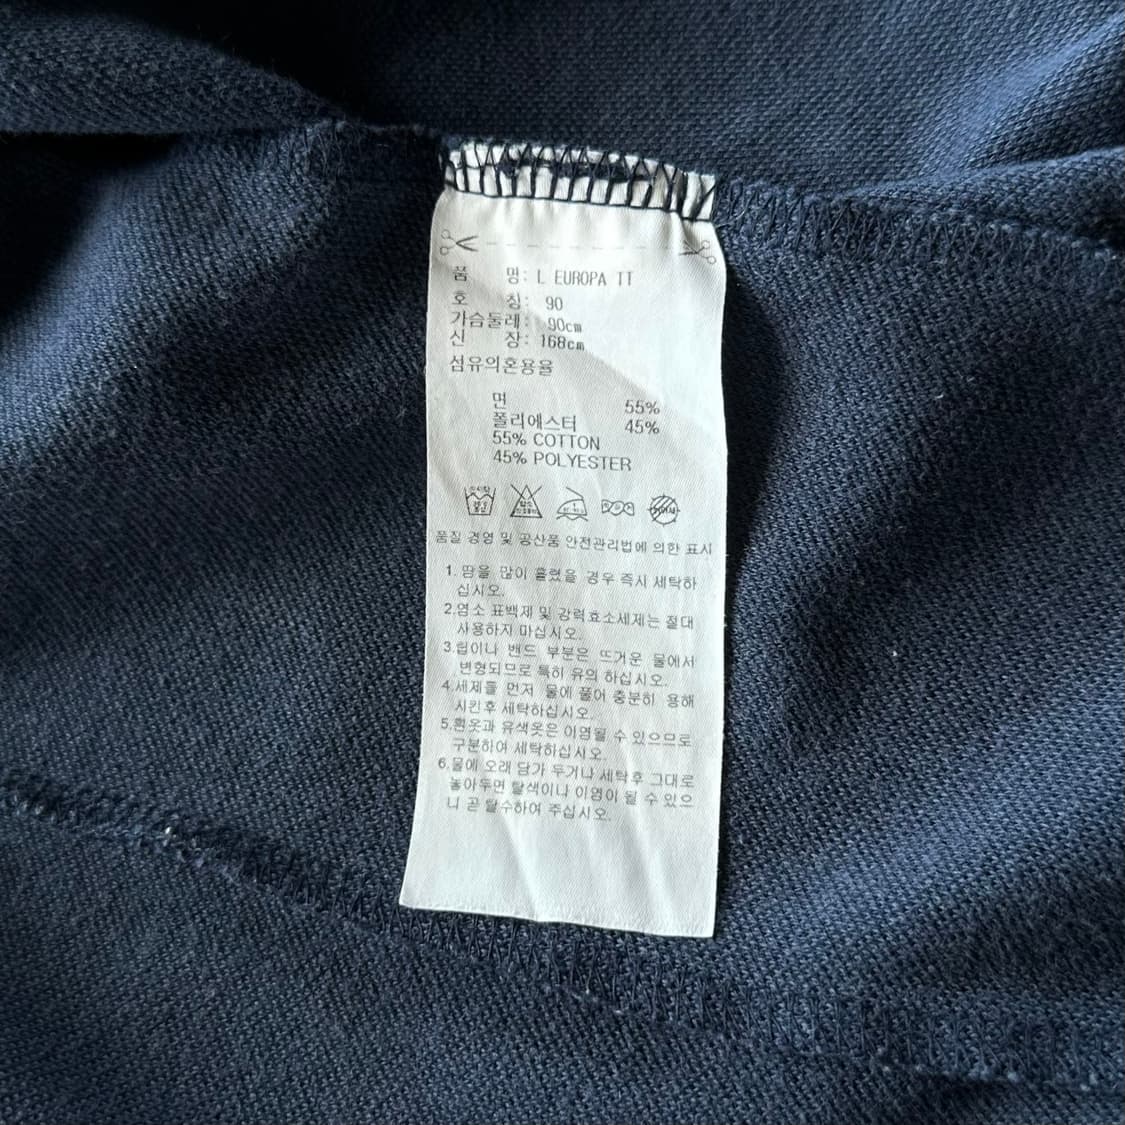 품 명: L EUROPA TT
호 칭: 90
가슴둘레: 90cm
신 장: 168cm
섬유의혼용율
면 55%
폴리에스터 45%
55% COTTON
45% POLYESTER
품질 경영 및 공산품 안전관리법에 의한 표시
1. 땀을 많이 흘렸을 경우 즉시 세탁하
십시오.
2.염소 표백제 및 강력효소세제는 절대
사용하지 마십시오.
3.립이나 밴드 부분은 뜨거운 물에서
변형되므로 특히 유의 하십시오.
4.세제를 먼저 물에 풀어 충분히 용해
시킨후 세탁하십시오.
5.흰옷과 유색옷은 이염될 수 있으므로
구분하여 세탁하십시오.
6.물에 오래 담가 두거나 세탁후 그대로
놓아두면 탈색이나 이염이 될 수 있으
니 곧 탈수하여 주십시오.